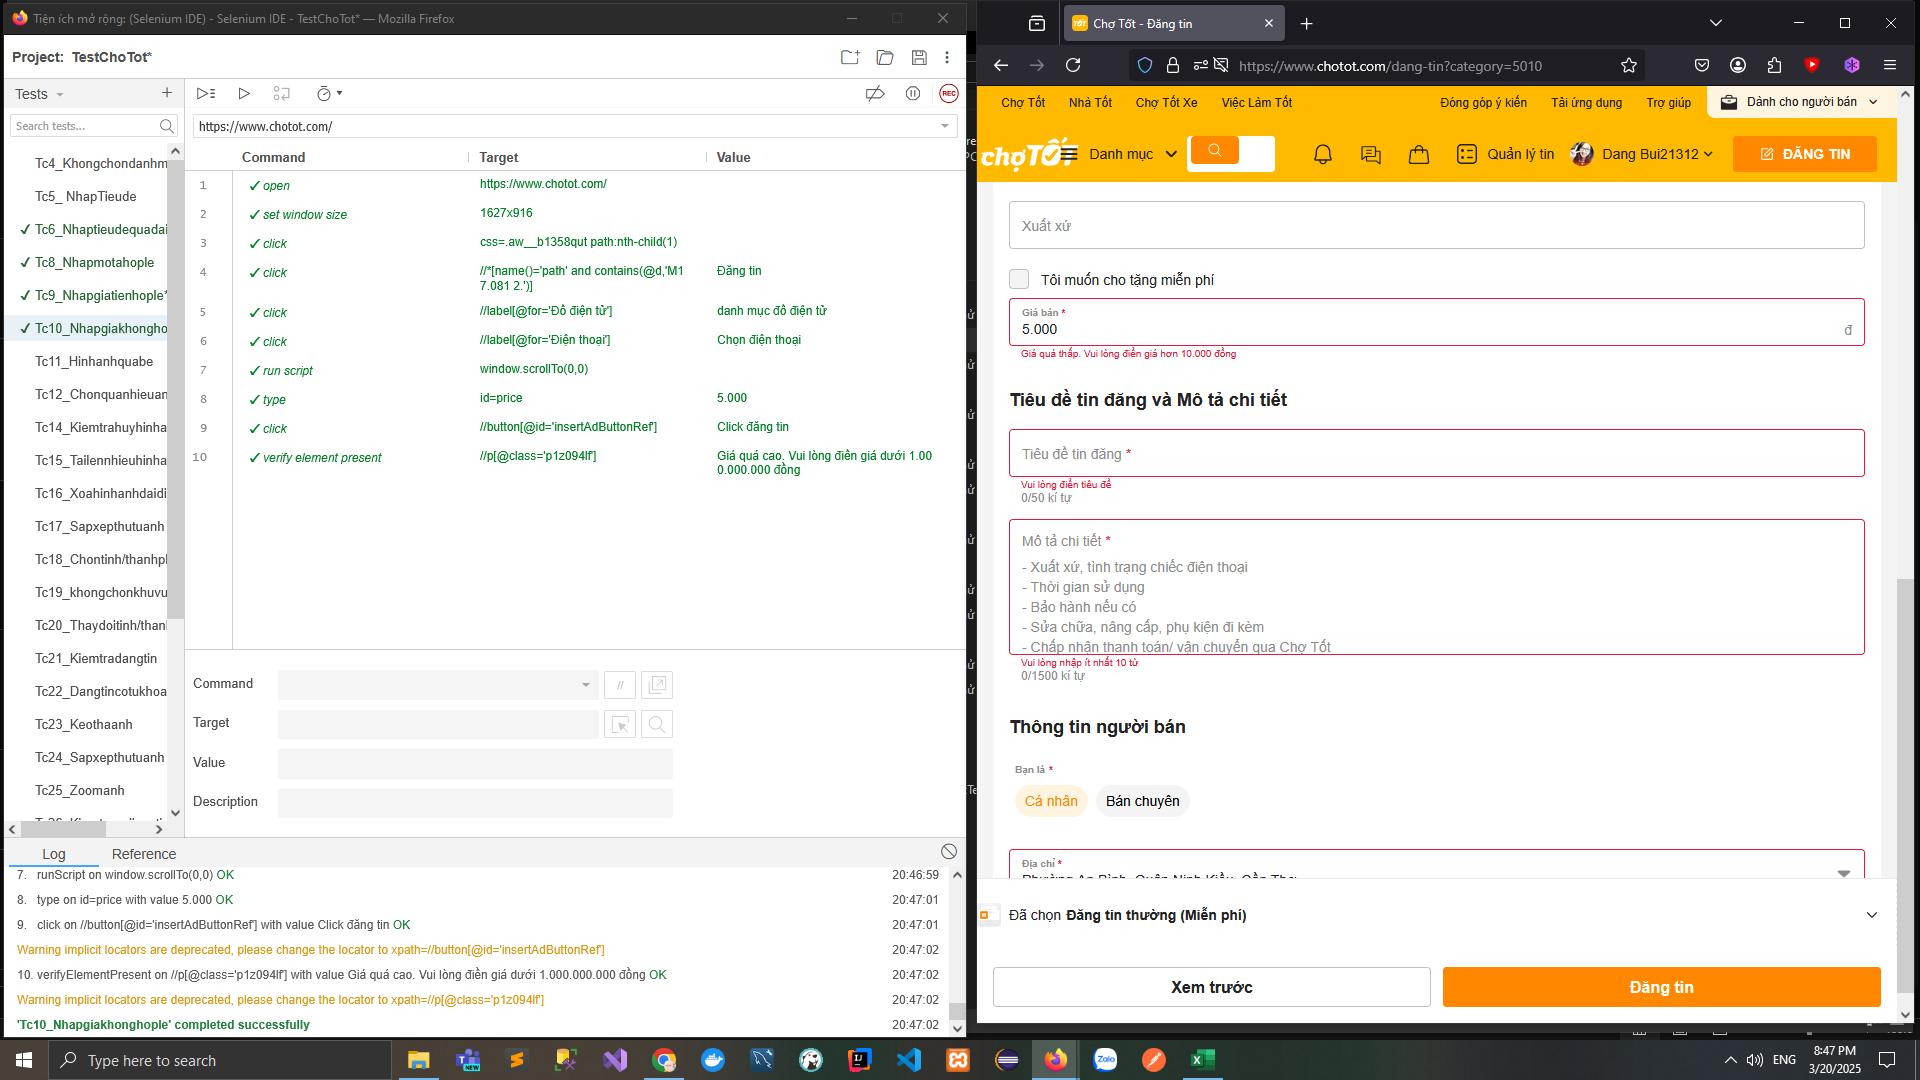 Tiện ích mở rộng: (Selenium IDE) - Selenium IDE - TestChoTot* — Mozilla Firefox
Project: TestChoTot*
Tests
Search tests...
Tc4_Khongchondanhm
Tc5_ NhapTieude
Tc6_Nhaptieudequadai
Tc8_Nhapmotahople
Tc9_Nhapgiatienhople*
Tc10_Nhapgiakhongho
Tc11_Hinhanhquabe
Tc12_Chonquanhieuan
Tc14_Kiemtrahuyhinha
Tc15_Tailennhieuhinha
Tc16_Xoahinhanhdaidi
Tc17_Sapxepthutuanh
Tc18_Chontinh/thanhpl
Tc19_khongchonkhuvu
Tc20_Thaydoitinh/thanl
Tc21_Kiemtradangtin
Tc22_Dangtincotukhoa
Tc23_Keothaanh
Tc24_Sapxepthutuanh
Tc25_Zoomanh
REC
https://www.chotot.com/
Command Target Value
1 ✓ open https://www.chotot.com/
2 ✓ set window size 1627x916
3 ✓ click css=.aw__b1358qut path:nth-child(1)
4 ✓ click //*[name()='path' and contains(@d,'M1 Đăng tin
7.081 2.')]
5 ✓ click //label[@for='Đồ điện tử'] danh mục đồ điện tử
6 ✓ click //label[@for='Điện thoại'] Chọn điện thoại
7 ✓ run script window.scrollTo(0,0)
8 ✓ type id=price 5.000
9 ✓ click //button[@id='insertAdButtonRef'] Click đăng tin
10 ✓ verify element present //p[@class='p1z094lf'] Giá quá cao. Vui lòng điền giá dưới 1.00
0.000.000 đồng
Command
//
Target
Value
Description
Log Reference
7. runScript on window.scrollTo(0,0) OK 20:46:59
8. type on id=price with value 5.000 OK 20:47:01
9. click on //button[@id='insertAdButtonRef'] with value Click đăng tin OK 20:47:01
Warning implicit locators are deprecated, please change the locator to xpath=//button[@id='insertAdButtonRef'] 20:47:02
10. verifyElementPresent on //p[@class='p1z094lf'] with value Giá quá cao. Vui lòng điền giá dưới 1.000.000.000 đồng OK 20:47:02
Warning implicit locators are deprecated, please change the locator to xpath=//p[@class='p1z094lf'] 20:47:02
'Tc10_Nhapgiakhonghople' completed successfully 20:47:02
Chợ Tốt - Đăng tin
https://www.chotot.com/dang-tin?category=5010
Chợ Tốt Nhà Tốt Chợ Tốt Xe Việc Làm Tốt Đóng góp ý kiến Tải ứng dụng Trợ giúp Dành cho người bán
chợTỐT Danh mục Quản lý tin Dang Bui21312 ĐĂNG TIN
Xuất xứ
Tôi muốn cho tặng miễn phí
Giá bán *
5.000 đ
Giá quá thấp. Vui lòng điền giá hơn 10.000 đồng
Tiêu đề tin đăng và Mô tả chi tiết
Tiêu đề tin đăng *
Vui lòng điền tiêu đề
0/50 kí tự
Mô tả chi tiết *
- Xuất xứ, tình trạng chiếc điện thoại
- Thời gian sử dụng
- Bảo hành nếu có
- Sửa chữa, nâng cấp, phụ kiện đi kèm
- Chấp nhận thanh toán/ vận chuyển qua Chợ Tốt
Vui lòng nhập ít nhất 10 từ
0/1500 kí tự
Thông tin người bán
Bạn là *
Cá nhân Bán chuyên
Địa chỉ *
Phường An Bình, Quận Ninh Kiều, Cần Thơ
Đã chọn Đăng tin thường (Miễn phí)
Xem trước Đăng tin
Type here to search
NEW
Zalo
ENG
8:47 PM
3/20/2025